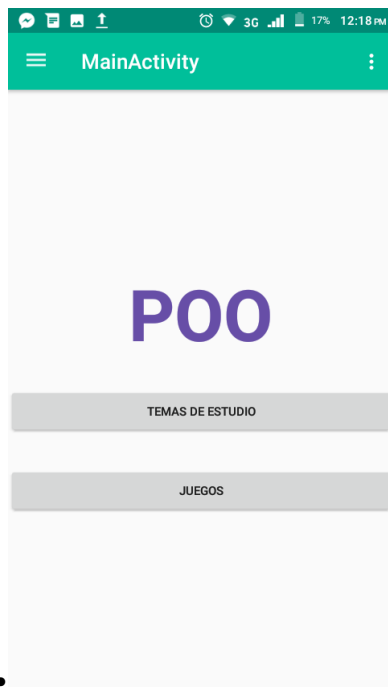 3G 17% 12:18 PM
MainActivity
POO
TEMAS DE ESTUDIO
JUEGOS